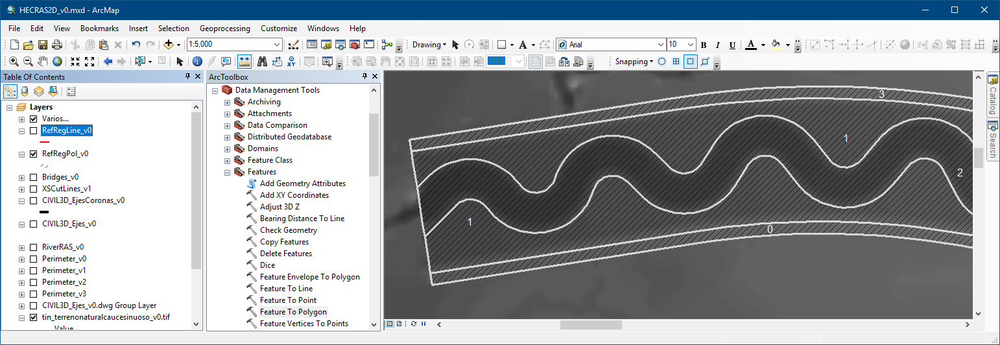 HECRAS2D_v0.mxd - ArcMap
File Edit View Bookmarks Insert Selection Geoprocessing Customize Windows Help
1:5,000 Drawing A Arial 10 B I U A
100% Snapping
Table Of Contents
Layers
Varios...
RefRegLine_v0
RefRegPol_v0
Bridges_v0
XSCutLines_v1
CIVIL3D_EjesCoronas_v0
CIVIL3D_Ejes_v0
RiverRAS_v0
Perimeter_v0
Perimeter_v1
Perimeter_v2
Perimeter_v3
CIVIL3D_Ejes_v0.dwg Group Layer
tin_terrenonaturalcaucesinuoso_v0.tif
Value
ArcToolbox
Data Management Tools
Archiving
Attachments
Data Comparison
Distributed Geodatabase
Domains
Feature Class
Features
Add Geometry Attributes
Add XY Coordinates
Adjust 3D Z
Bearing Distance To Line
Check Geometry
Copy Features
Delete Features
Dice
Feature Envelope To Polygon
Feature To Line
Feature To Point
Feature To Polygon
Feature Vertices To Points
3
1
2
1
0
Catalog
Search